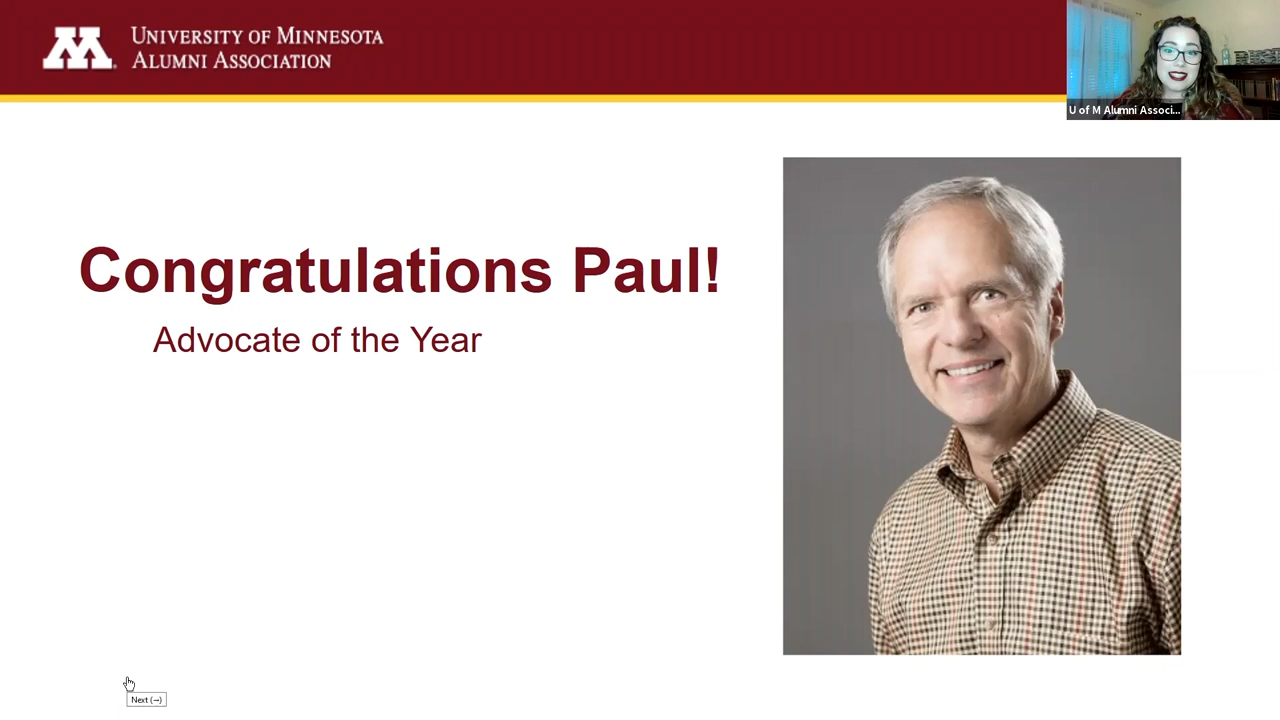 M
UNIVERSITY OF MINNESOTA
ALUMNI ASSOCIATION
U of M Alumni Associ...
Congratulations Paul!
Advocate of the Year
Next (→)